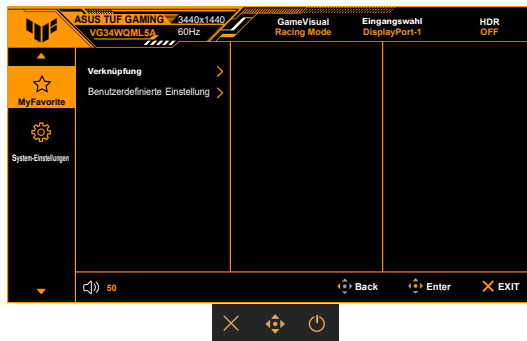 ASUS TUF GAMING 3440x1440
VG34WQML5A 60Hz
GameVisual
Racing Mode
Eingangswahl
DisplayPort-1
HDR
OFF
MyFavorite
System-Einstellungen
Verknüpfung
Benutzerdefinierte Einstellung
50
Back
Enter
EXIT